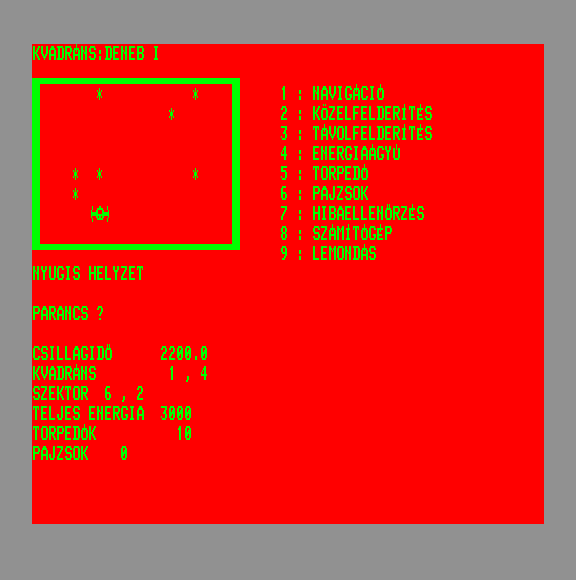 KVADRÁNS:DENEB I
* *
*
* * *
*
1 : NAVIGÁCIÓ
2 : KÖZELFELDERÍTÉS
3 : TÁVOLFELDERÍTÉS
4 : ENERGIAÁGYÚ
5 : TORPEDÓ
6 : PAJZSOK
7 : HIBAELLENŐRZÉS
8 : SZÁMÍTÓGÉP
9 : LEMONDÁS
NYUGIS HELYZET
PARANCS ?
CSILLAGIDŐ 2200.0
KVADRÁNS 1 , 4
SZEKTOR 6 , 2
TELJES ENERGIA 3000
TORPEDÓK 10
PAJZSOK 0